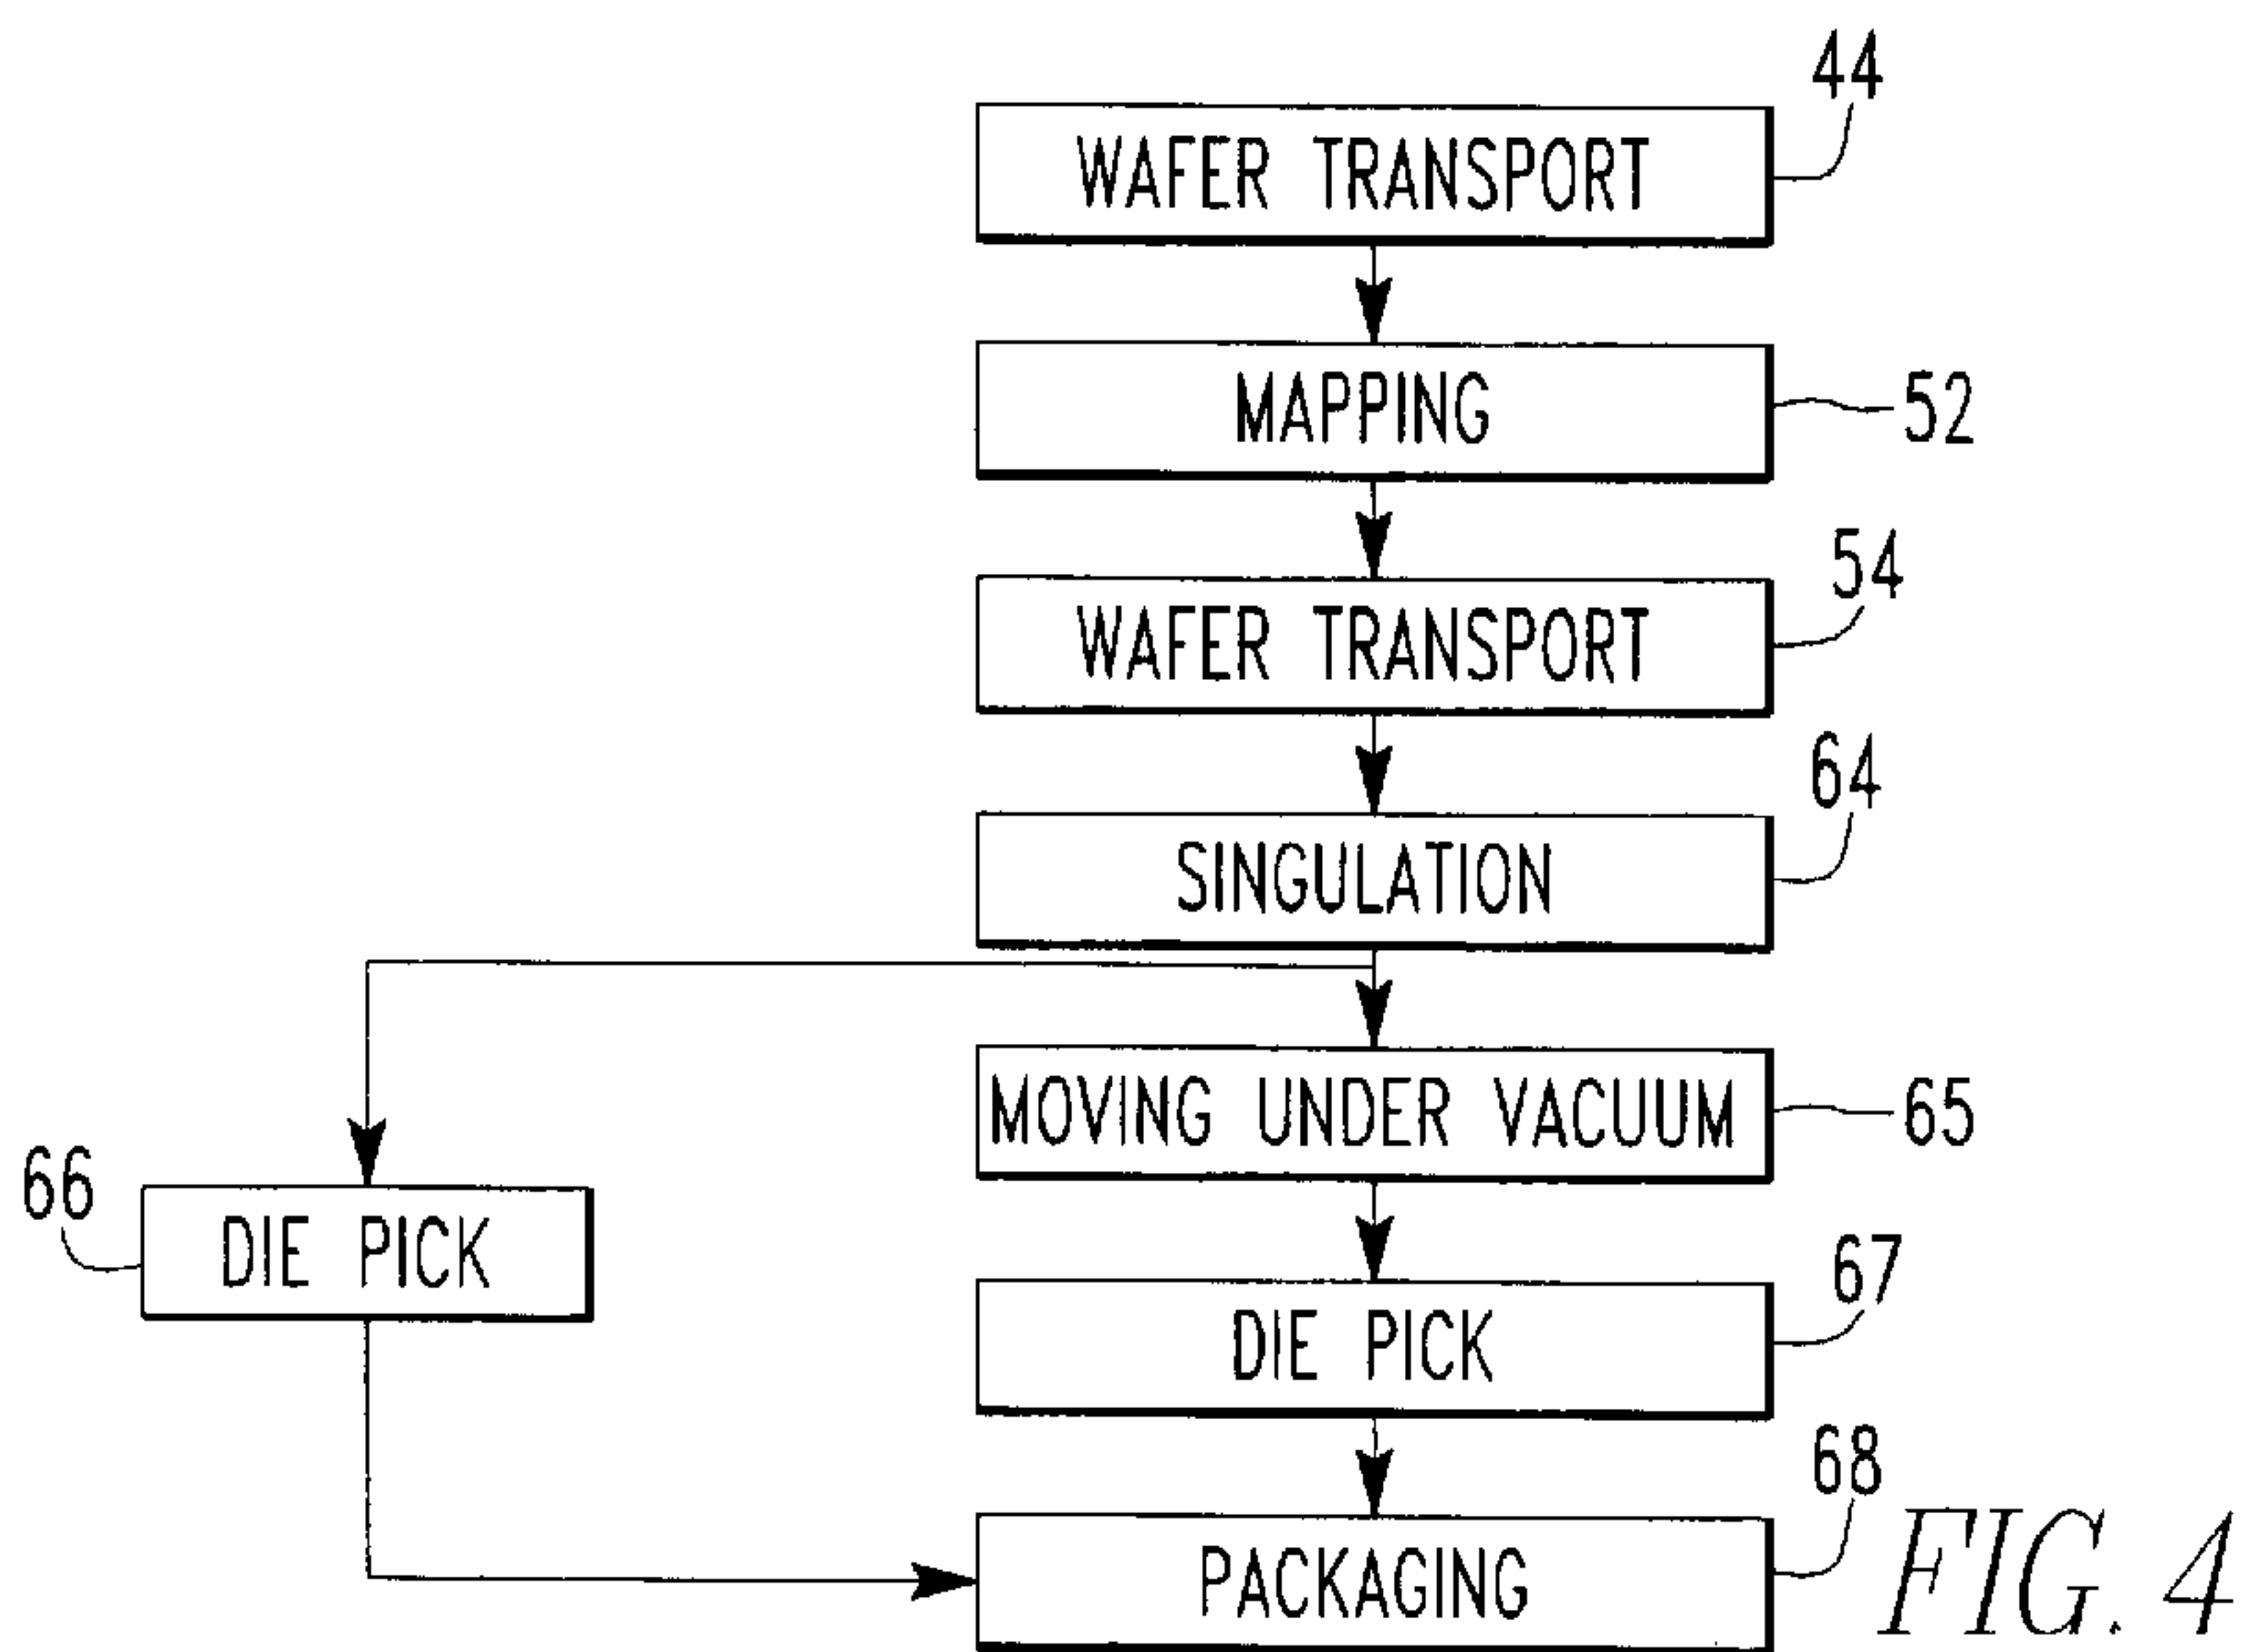 44
WAFER TRANSPORT
MAPPING
52
54
WAFER TRANSPORT
64
SINGULATION
MOVING UNDER VACUUM
65
66
DIE PICK
67
DIE PICK
68
PACKAGING
FIG. 4